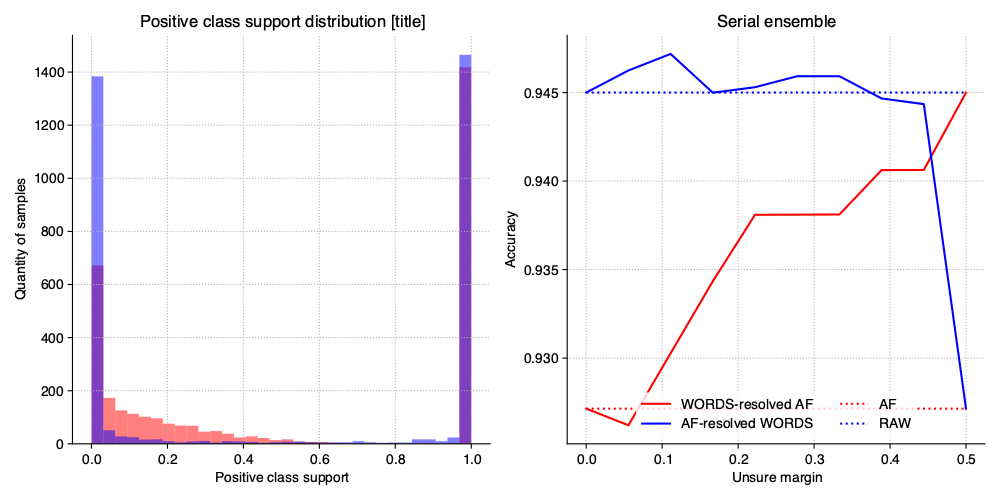 Positive class support distribution [title]
Quantity of samples
1400
1200
1000
800
600
400
200
0
0.0 0.2 0.4 0.6 0.8 1.0
Positive class support
Serial ensemble
Accuracy
0.945
0.940
0.935
0.930
WORDS-resolved AF
AF-resolved WORDS
AF
RAW
0.0 0.1 0.2 0.3 0.4 0.5
Unsure margin